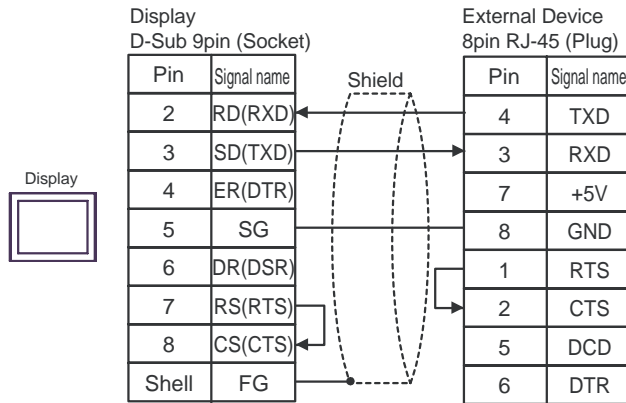 Display
D-Sub 9pin (Socket)
External Device
8pin RJ-45 (Plug)
Pin Signal name Shield Pin Signal name
2 RD(RXD) 4 TXD
3 SD(TXD) 3 RXD
Display
4 ER(DTR) 7 +5V
5 SG 8 GND
6 DR(DSR) 1 RTS
7 RS(RTS) 2 CTS
8 CS(CTS) 5 DCD
Shell FG 6 DTR